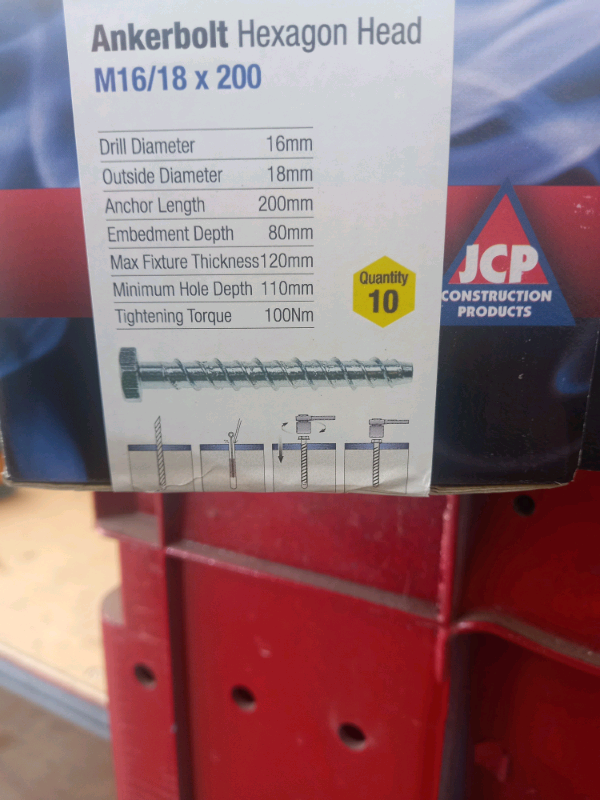 Ankerbolt Hexagon Head
M16/18 x 200
Drill Diameter 16mm
Outside Diameter 18mm
Anchor Length 200mm
Embedment Depth 80mm
Max Fixture Thickness 120mm
Minimum Hole Depth 110mm
Tightening Torque 100Nm
Quantity
10
JCP
CONSTRUCTION
PRODUCTS